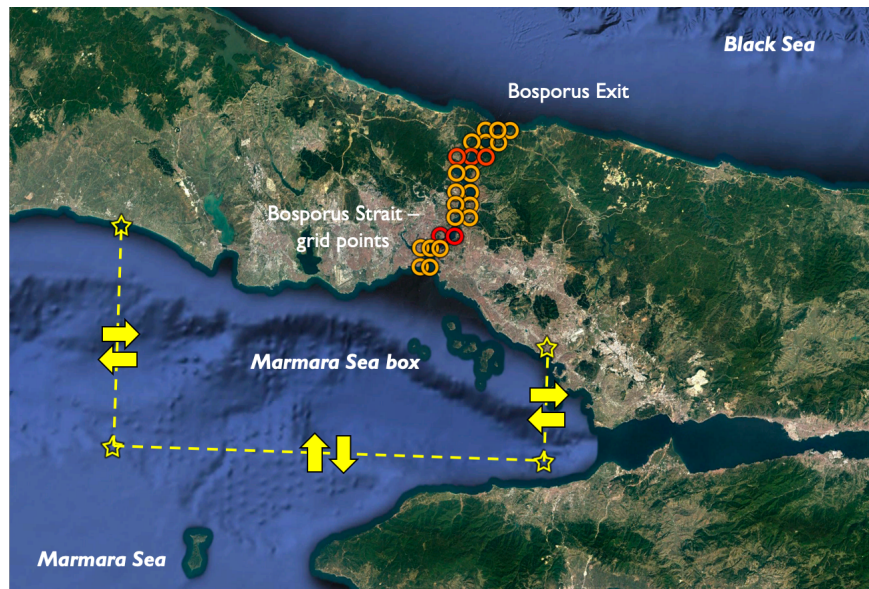 Black Sea
Bosporus Exit
Bosporus Strait –
grid points
Marmara Sea box
Marmara Sea